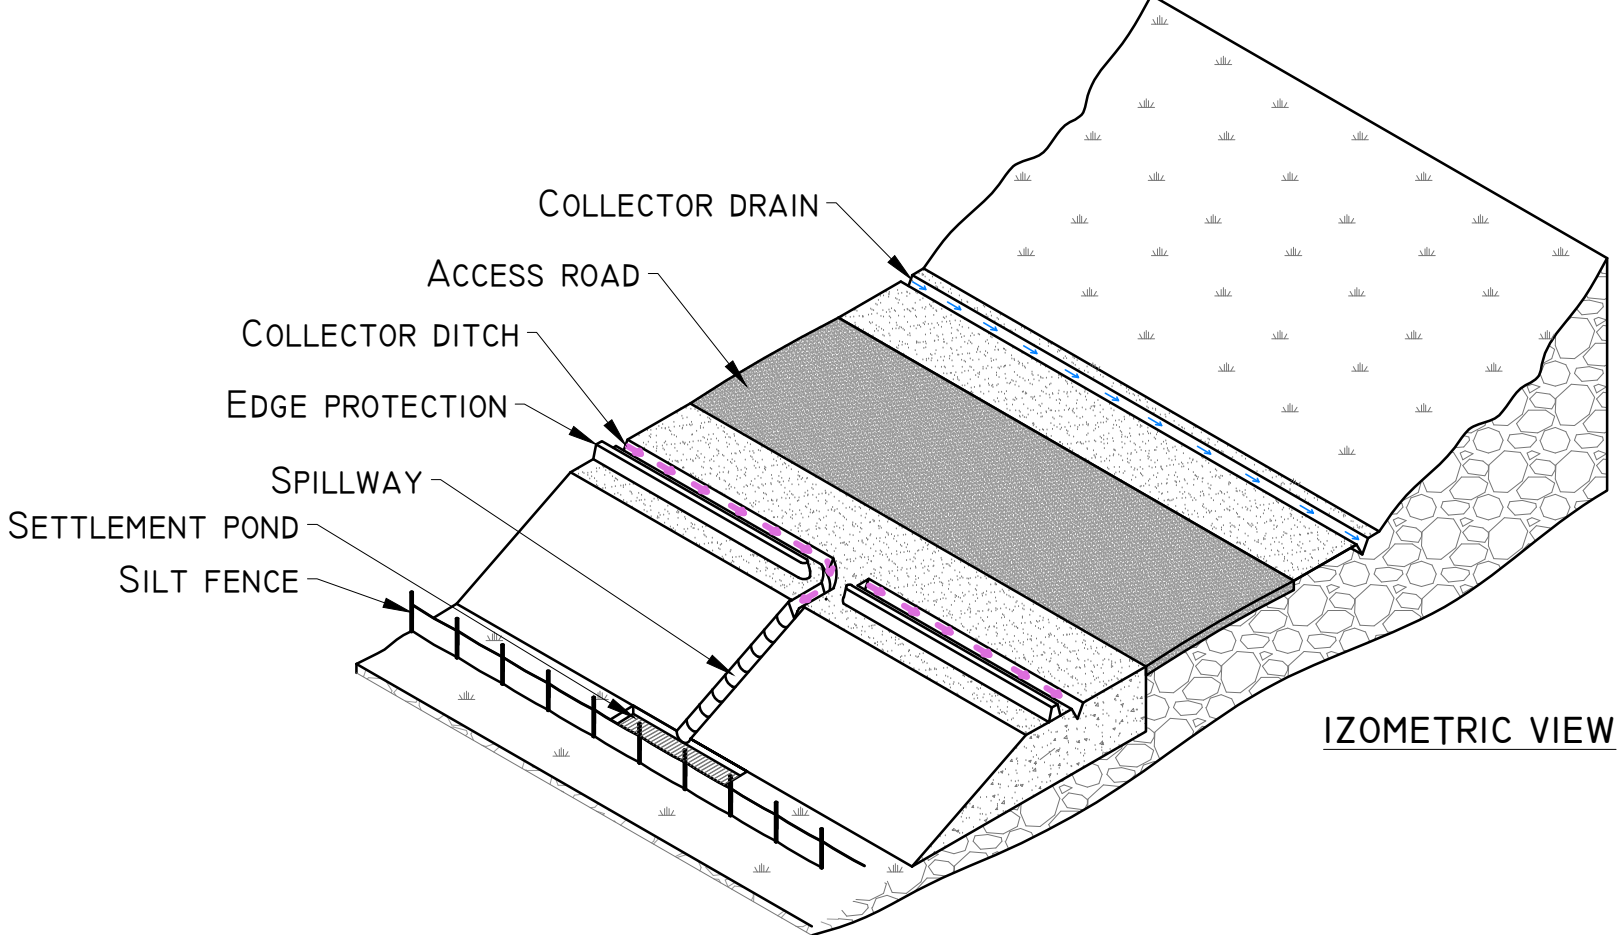 COLLECTOR DRAIN
ACCESS ROAD
COLLECTOR DITCH
EDGE PROTECTION
SPILLWAY
SETTLEMENT POND
SILT FENCE
IZOMETRIC VIEW